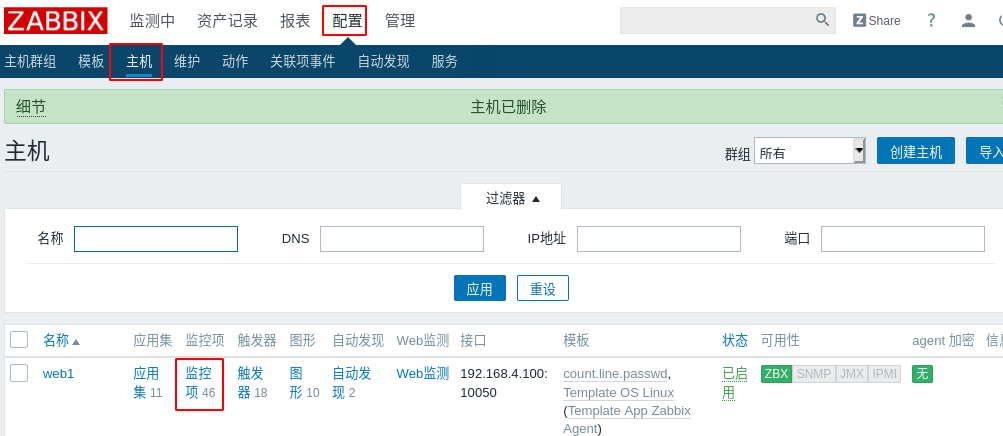 ZABBIX 监测中 资产记录 报表 配置 管理 Z Share ?
主机群组 模板 主机 维护 动作 关联项事件 自动发现 服务
细节 主机已删除
主机 群组 所有 创建主机 导入
过滤器
名称 DNS IP地址 端口
应用 重设
名称 应用集 监控项 触发器 图形 自动发现 Web监测 接口 模板 状态 可用性 agent 加密 信息
web1 应用 监控 触发 图 自动发 Web监测 192.168.4.100: count.line.passwd, 已启 ZBX SNMP JMX IPMI 无
集 11 项 46 器 18 形 10 现 2 10050 Template OS Linux 用
(Template App Zabbix
Agent)